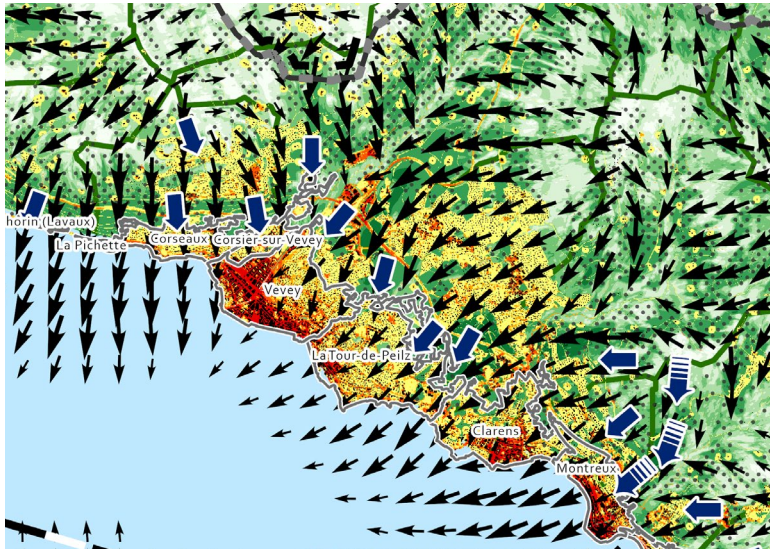 horin (Lavaux)
La Pichette
Corseaux
Corsier-sur-Vevey
Vevey
La Tour-de-Peilz
Clarens
Montreux